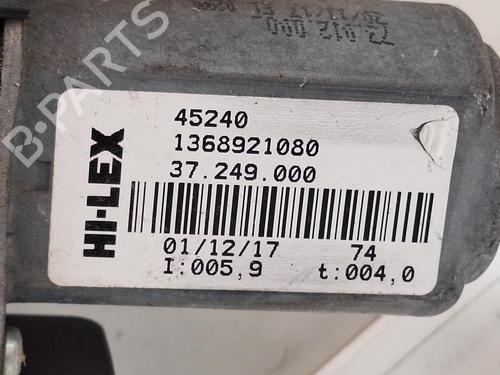 HI-LEX
45240
1368921080
37.249.000
01/12/17 74
I:005,9 t:004,0
B-PARTS